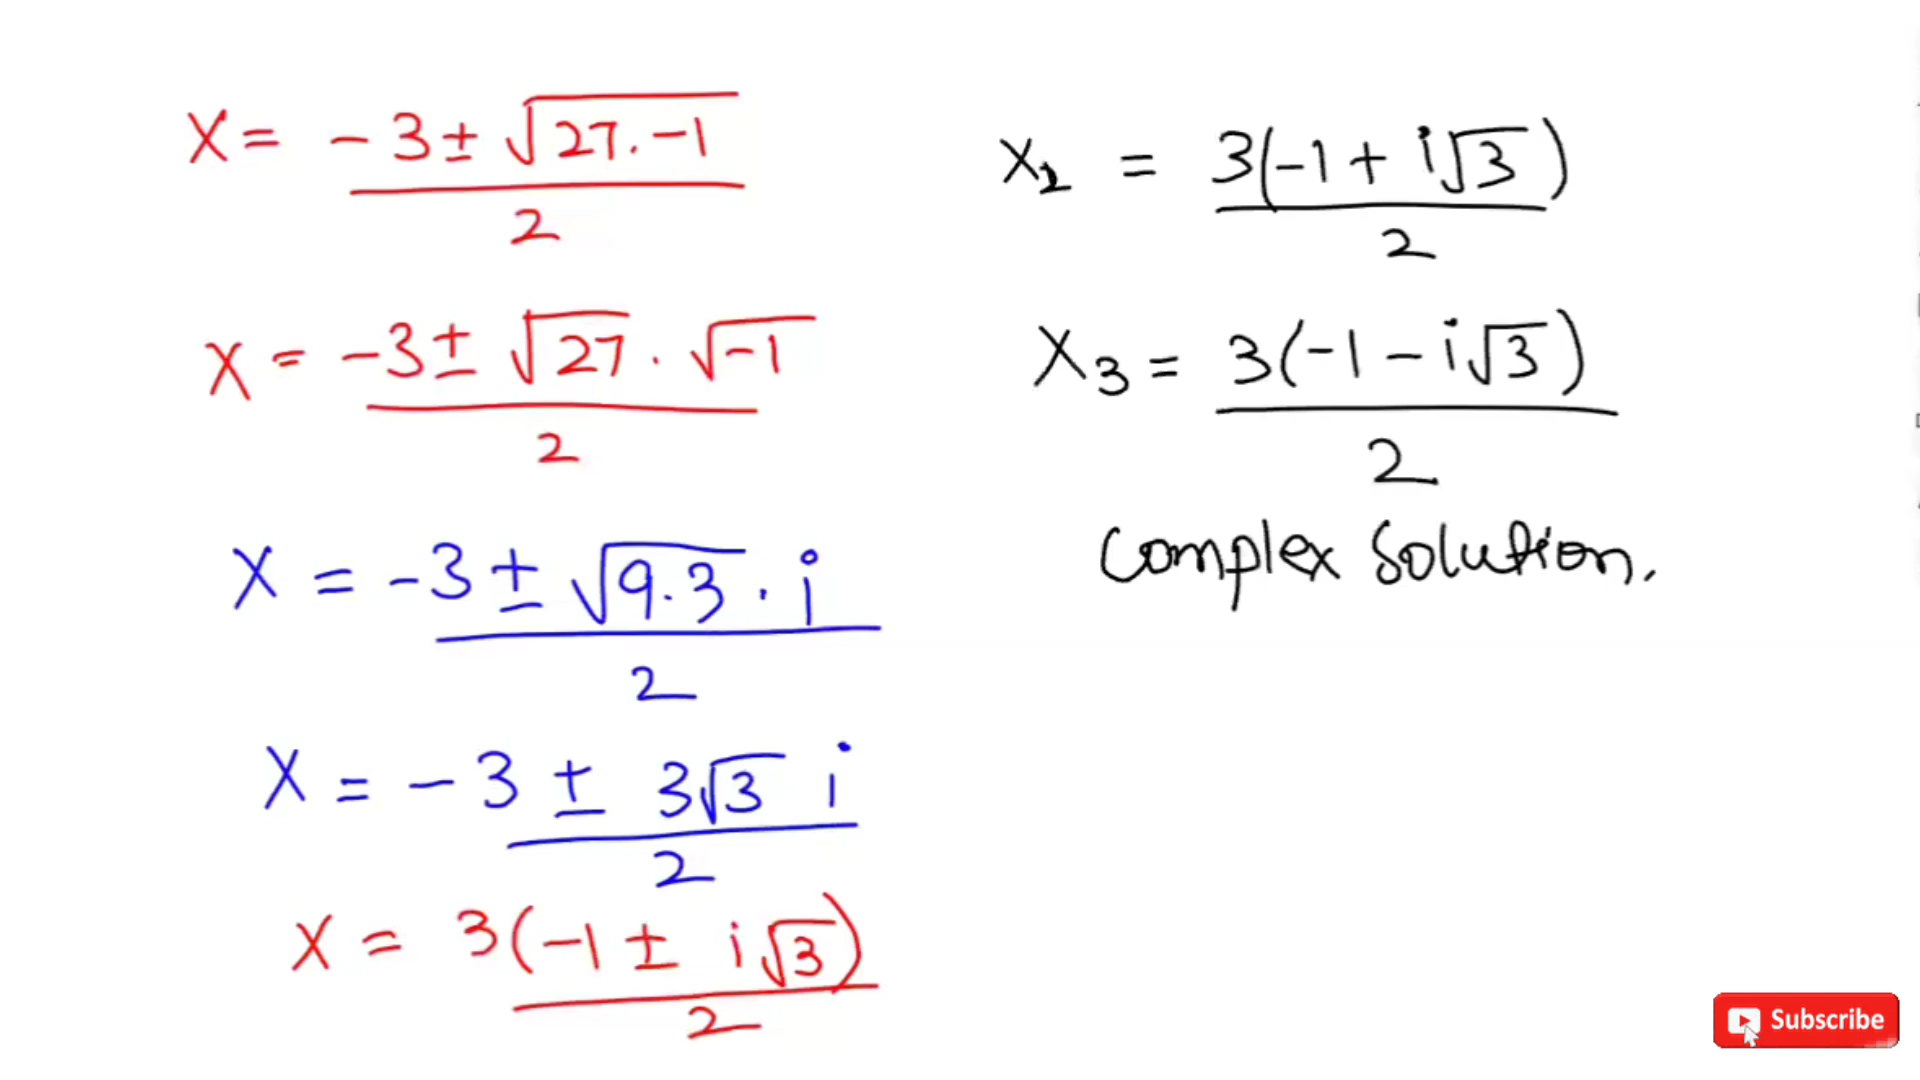 X = -3 ± √27 . -1
2
X = -3 ± √27 . √-1
2
X = -3 ± √9.3 . i
2
X = -3 ± 3√3 i
2
X = 3(-1 ± i√3)
2
X₂ = 3(-1 + i√3)
2
X₃ = 3(-1 - i√3)
2
Complex Solution.
Subscribe